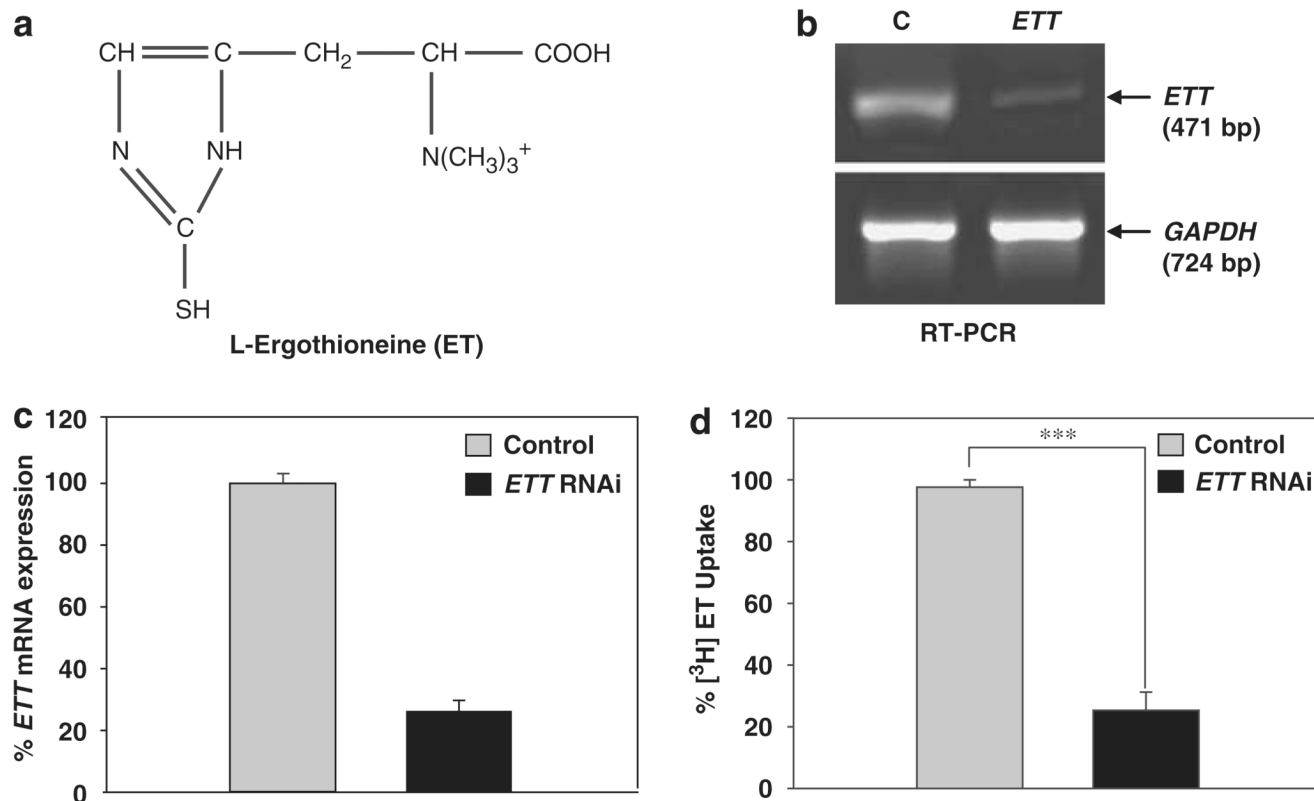 a
CH C CH₂ CH COOH
N NH N(CH₃)₃⁺
C
SH
L-Ergothioneine (ET)
b
C ETT
ETT
(471 bp)
GAPDH
(724 bp)
RT-PCR
c
% ETT mRNA expression
120
100
80
60
40
20
0
Control
ETT RNAi
d
% [³H] ET Uptake
120
100
80
60
40
20
0
***
Control
ETT RNAi